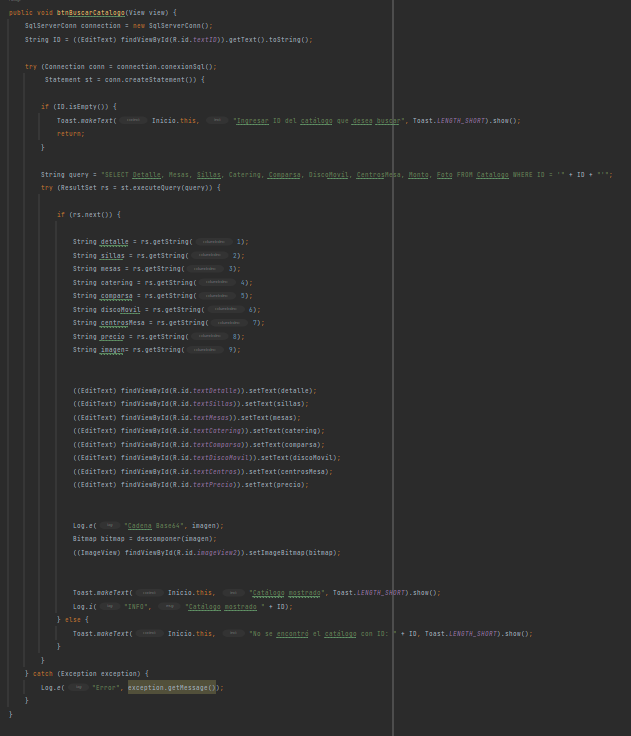 public void btnBuscarCatalogo(View view) {
SqlServerConn connection = new SqlServerConn();
String ID = ((EditText) findViewById(R.id.textID)).getText().toString();
try (Connection conn = connection.conexionSql();
Statement st = conn.createStatement()) {
if (ID.isEmpty()) {
Toast.makeText( Inicio.this, "Ingresar ID del catálogo que desea buscar", Toast.LENGTH_SHORT).show();
return;
}
String query = "SELECT Detalle, Mesas, Sillas, Catering, Comparsa, DiscoMovil, CentrosMesa, Monto, Foto FROM Catalogo WHERE ID = '" + ID + "'";
try (ResultSet rs = st.executeQuery(query)) {
if (rs.next()) {
String detalle = rs.getString( 1);
String sillas = rs.getString( 2);
String mesas = rs.getString( 3);
String catering = rs.getString( 4);
String comparsa = rs.getString( 5);
String discoMovil = rs.getString( 6);
String centrosMesa = rs.getString( 7);
String precio = rs.getString( 8);
String imagen= rs.getString( 9);
((EditText) findViewById(R.id.textDetalle)).setText(detalle);
((EditText) findViewById(R.id.textSillas)).setText(sillas);
((EditText) findViewById(R.id.textMesas)).setText(mesas);
((EditText) findViewById(R.id.textCatering)).setText(catering);
((EditText) findViewById(R.id.textComparsa)).setText(comparsa);
((EditText) findViewById(R.id.textDiscoMovil)).setText(discoMovil);
((EditText) findViewById(R.id.textCentros)).setText(centrosMesa);
((EditText) findViewById(R.id.textPrecio)).setText(precio);
Log.e( "Cadena Base64", imagen);
Bitmap bitmap = descomponer(imagen);
((ImageView) findViewById(R.id.imageView2)).setImageBitmap(bitmap);
Toast.makeText( Inicio.this, "Catálogo mostrado", Toast.LENGTH_SHORT).show();
Log.i( "INFO", "Catálogo mostrado " + ID);
} else {
Toast.makeText( Inicio.this, "No se encontró el catálogo con ID: " + ID, Toast.LENGTH_SHORT).show();
}
}
} catch (Exception exception) {
Log.e( "Error", exception.getMessage());
}
}